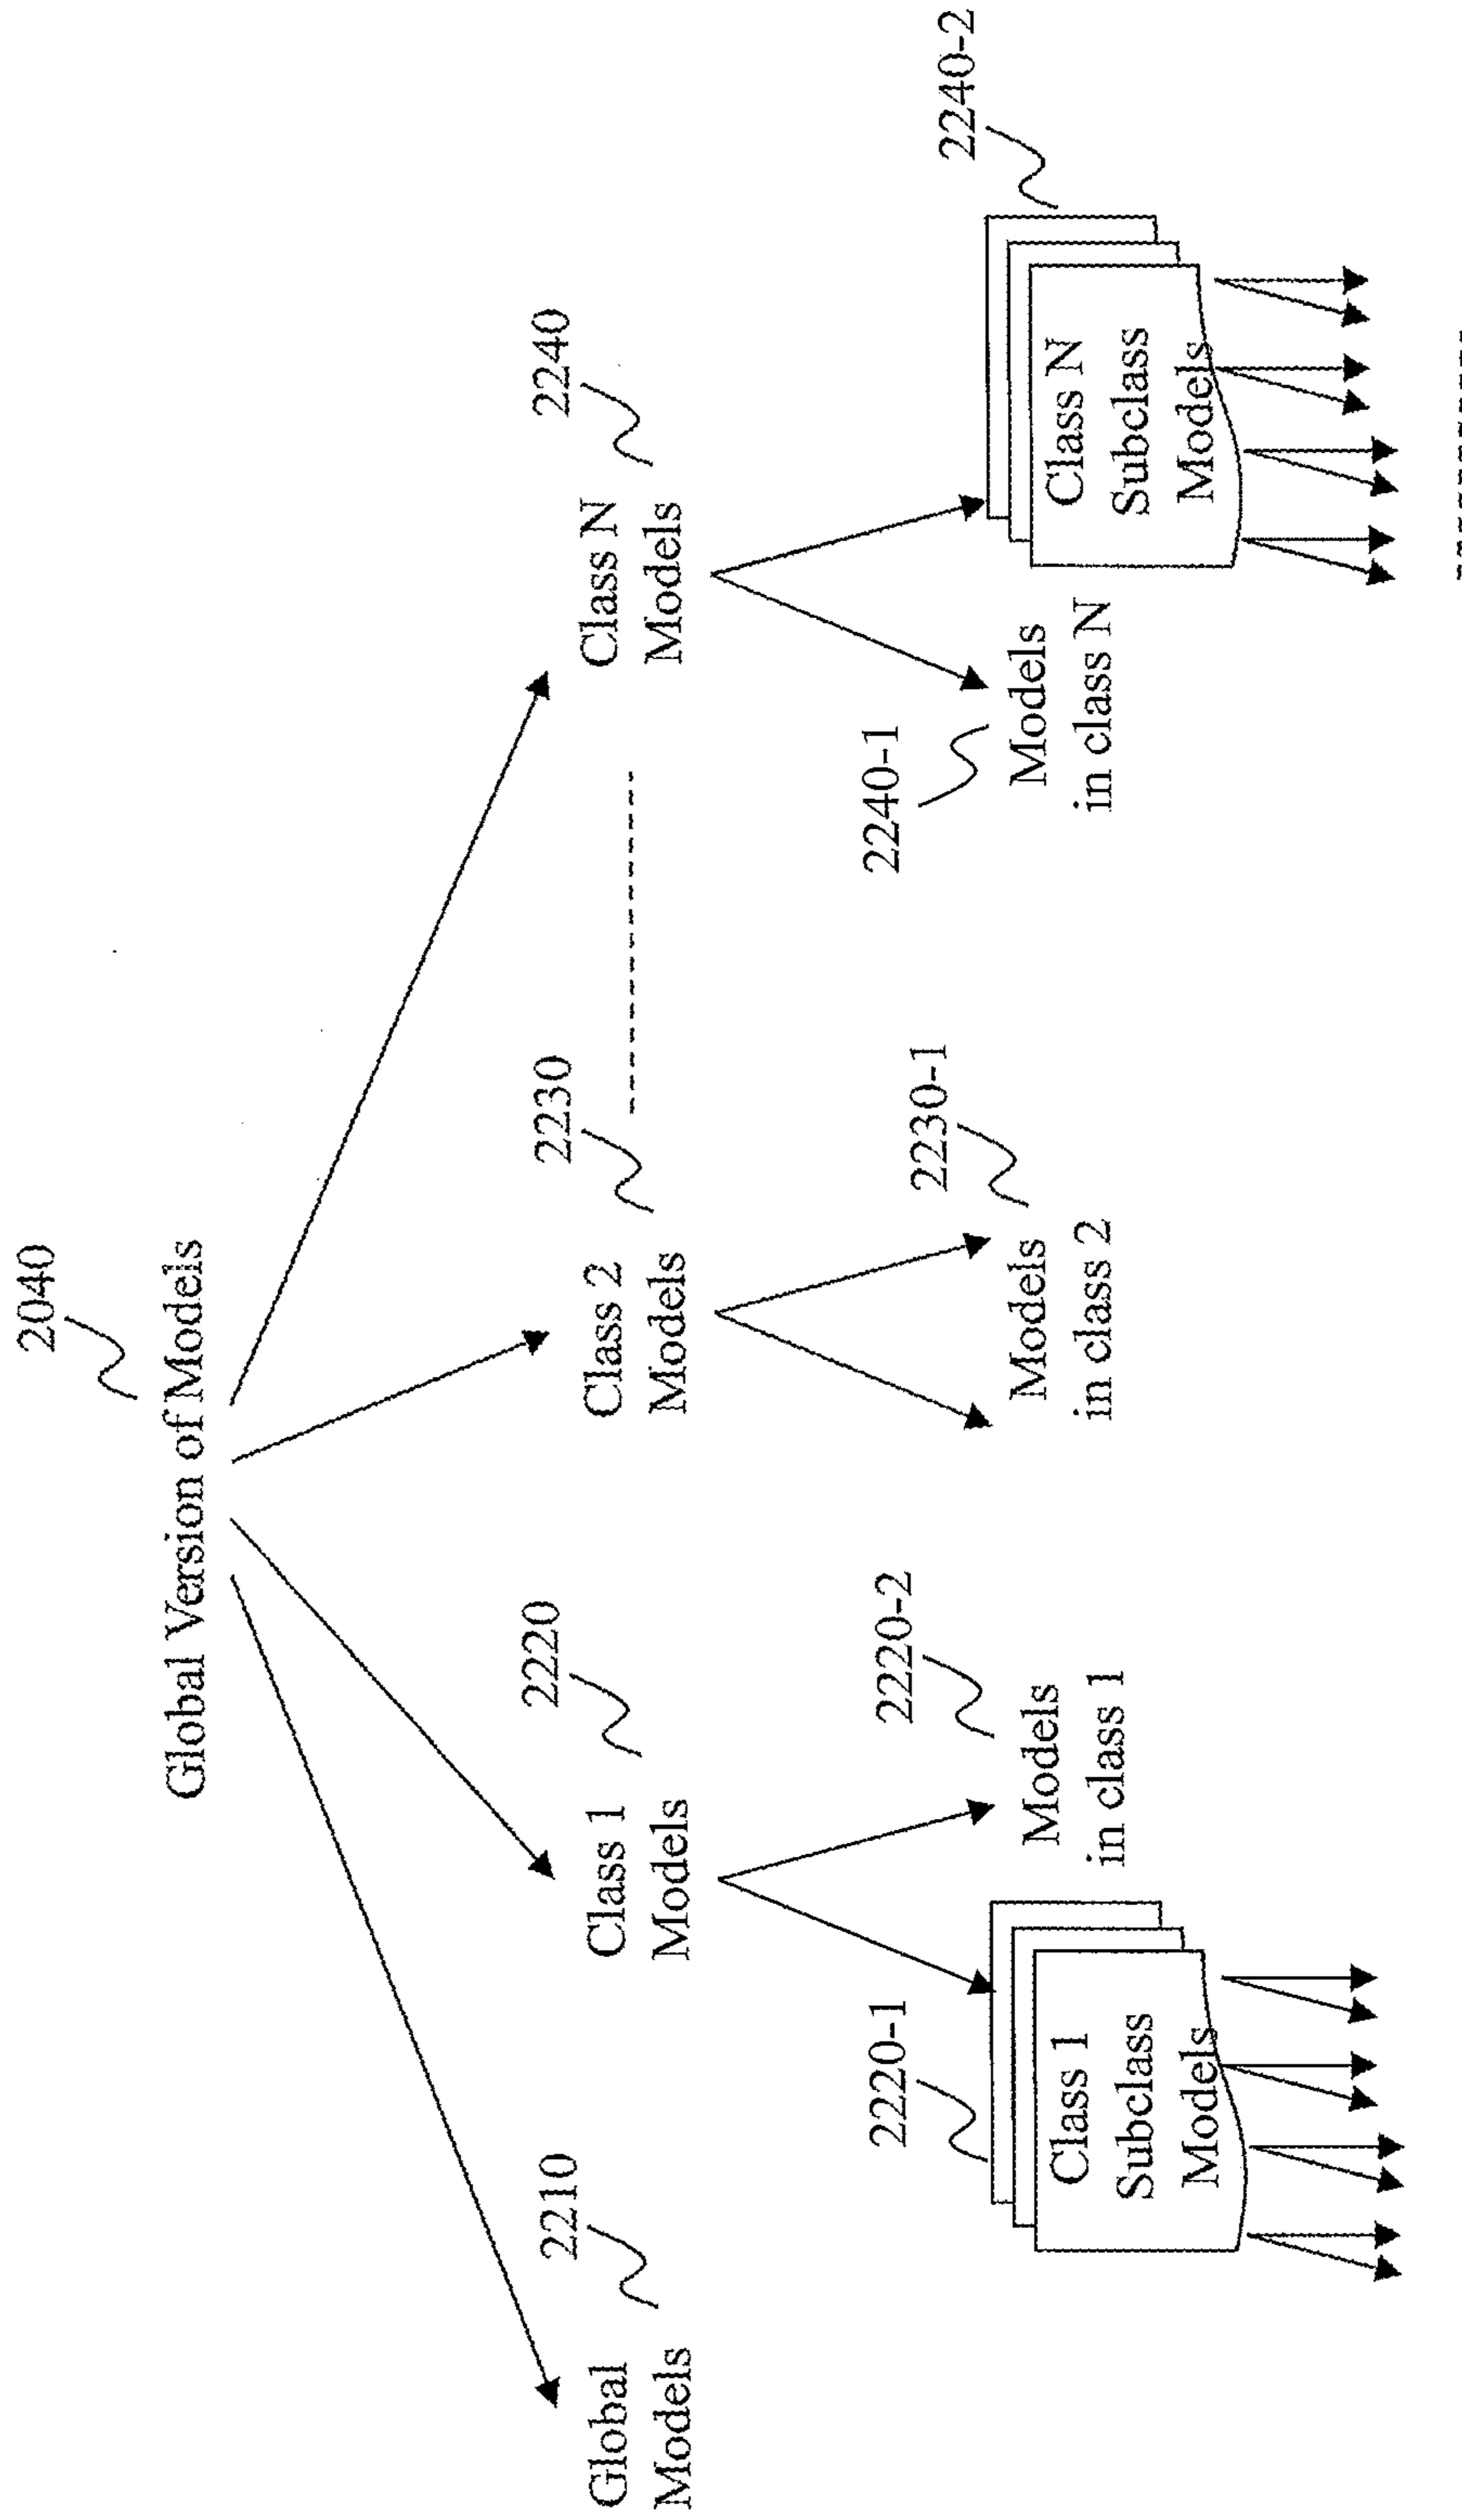 2040
Global Version of Models
2210
Global
Models
2220
Class 1
Models
2230
Class 2
Models
2240
Class N
Models
2220-1
Class 1
Subclass
Models
2220-2
Models
in class 1
2230-1
Models
in class 2
2240-1
Models
in class N
2240-2
Class N
Subclass
Models